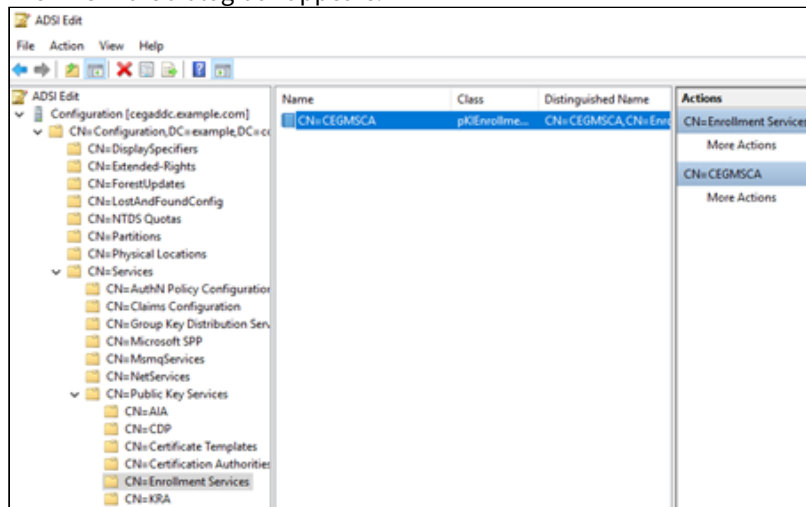 ADSI Edit
File Action View Help
ADSI Edit
Configuration [cegaddc.example.com]
CN=Configuration,DC=example,DC=co
CN=DisplaySpecifiers
CN=Extended-Rights
CN=ForestUpdates
CN=LostAndFoundConfig
CN=NTDS Quotas
CN=Partitions
CN=Physical Locations
CN=Services
CN=AuthN Policy Configuration
CN=Claims Configuration
CN=Group Key Distribution Serv
CN=Microsoft SPP
CN=MsmqServices
CN=NetServices
CN=Public Key Services
CN=AIA
CN=CDP
CN=Certificate Templates
CN=Certification Authorities
CN=Enrollment Services
CN=KRA
Name Class Distinguished Name
CN=CEGMSCA pKIEnrollme... CN=CEGMSCA,CN=Enro
Actions
CN=Enrollment Services
More Actions
CN=CEGMSCA
More Actions